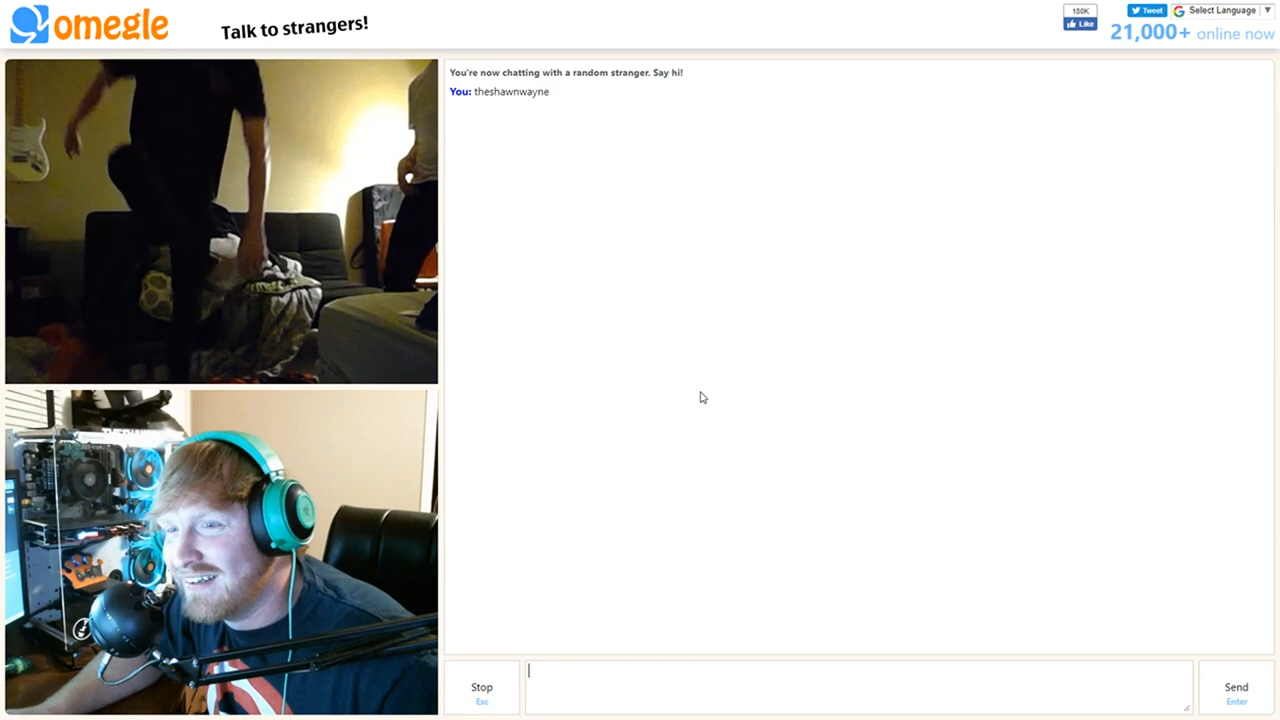 omegle
Talk to strangers!
180K
Like
Tweet
Select Language
21,000+ online now
You're now chatting with a random stranger. Say hi!
You: theshawnwayne
Stop
Esc
Send
Enter